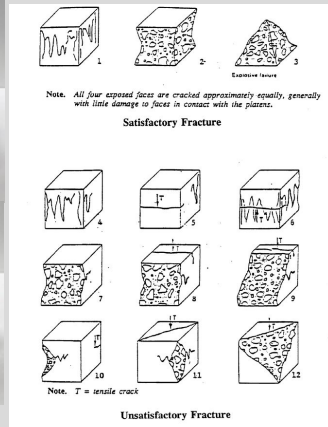 1
2
3
Explosive failure
Note. All four exposed faces are cracked approximately equally, generally
with little damage to faces in contact with the platens.
Satisfactory Fracture
T
4
5
6
T
T
7
8
9
T
T
T
10
11
12
Note. T = tensile crack
Unsatisfactory Fracture